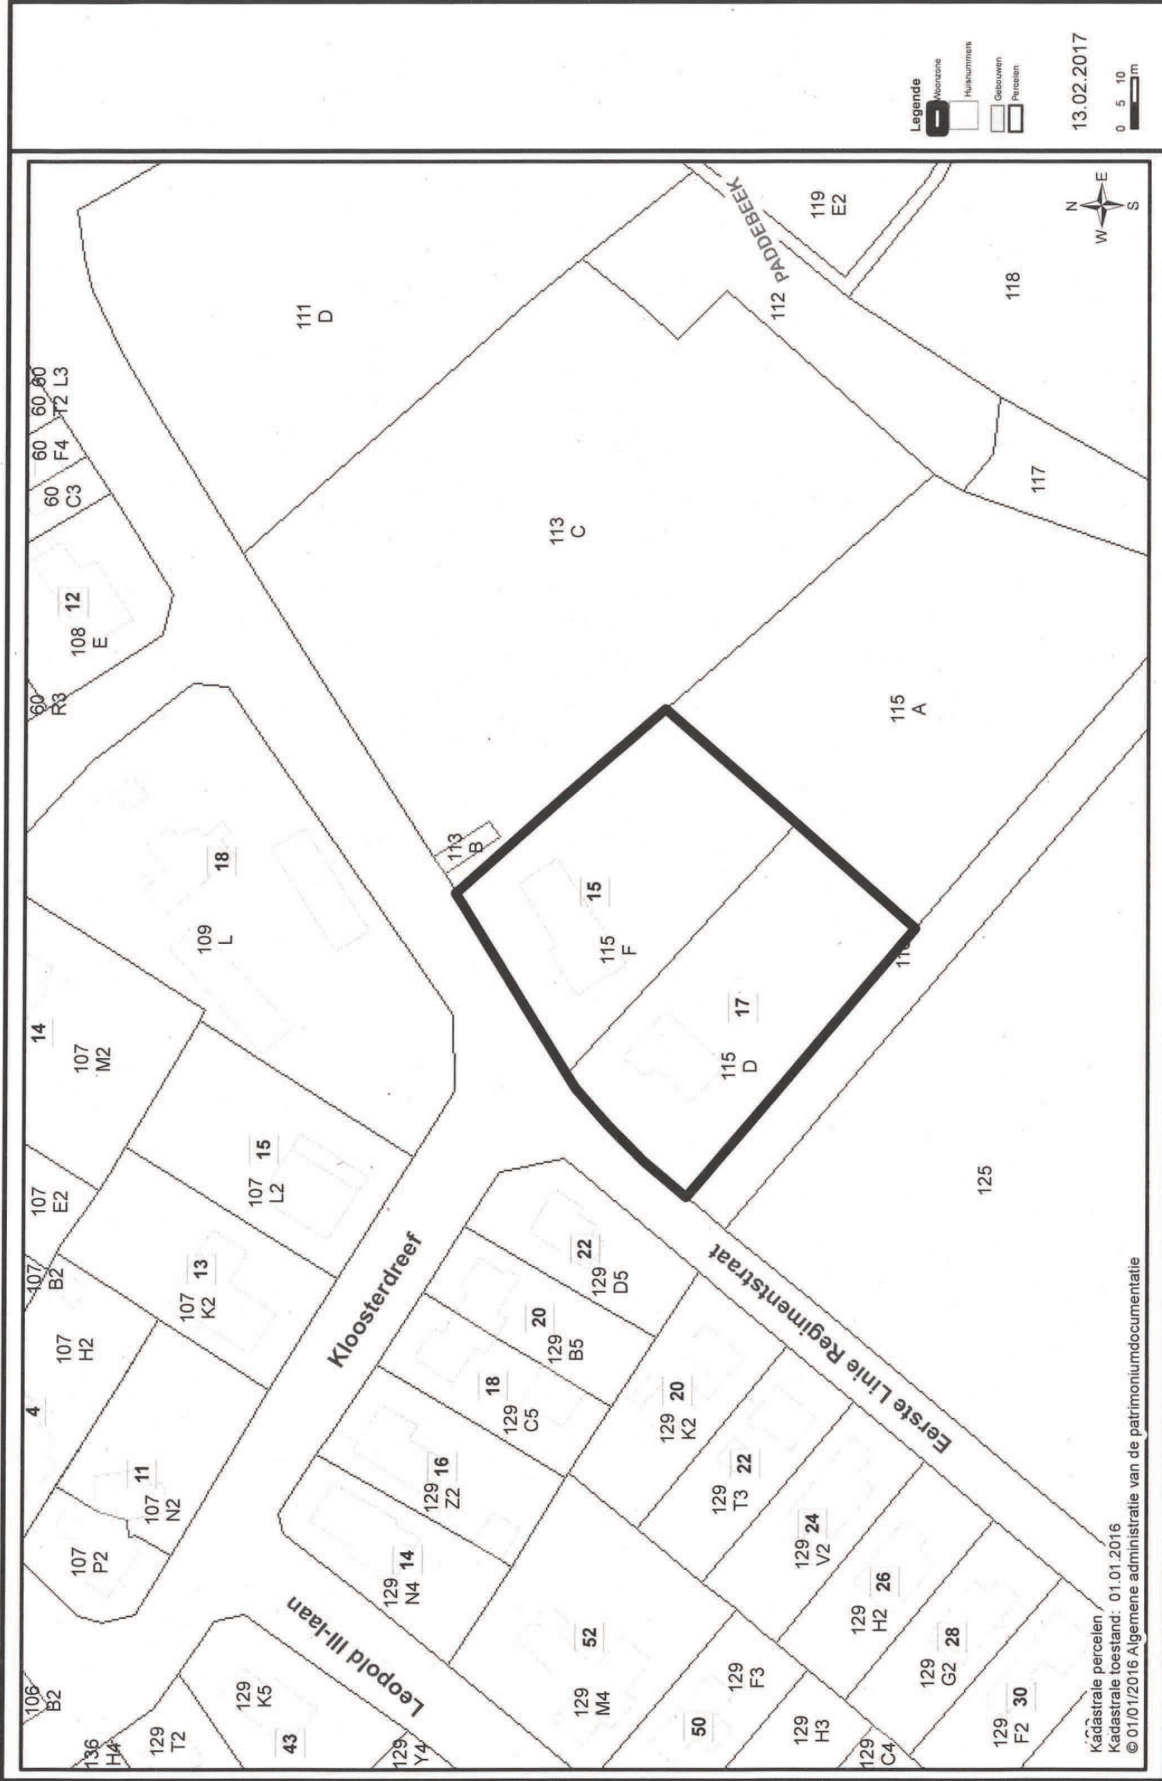 Legende
Woonzone
Huisnummers
Gebouwen
Percelen
13.02.2017
0 5 10
m
N
W E
S
106
B2
107
P2
4
107
H2
107
B2
107
E2
14
107
M2
60
R3
12
108
E
60
C3
60
F4
60
T2
60
L3
111
D
11
107
N2
13
107
K2
15
107
L2
18
109
L
136
H4
129
T2
129
K5
43
129
Y4
Leopold III-laan
Kloosterdreef
14
129
N4
16
129
Z2
18
129
C5
20
129
B5
22
129
D5
113
B
113
C
15
115
F
17
115
D
115
A
PADDEBEEK
112
119
E2
118
117
125
52
129
M4
20
129
K2
22
129
T3
24
129
V2
26
129
H2
28
129
G2
30
129
F2
50
129
F3
129
H3
129
C4
Eerste Linie Regimentstraat
Kadastrale percelen
Kadastrale toestand: 01.01.2016
© 01/01/2016 Algemene administratie van de patrimoniumdocumentatie